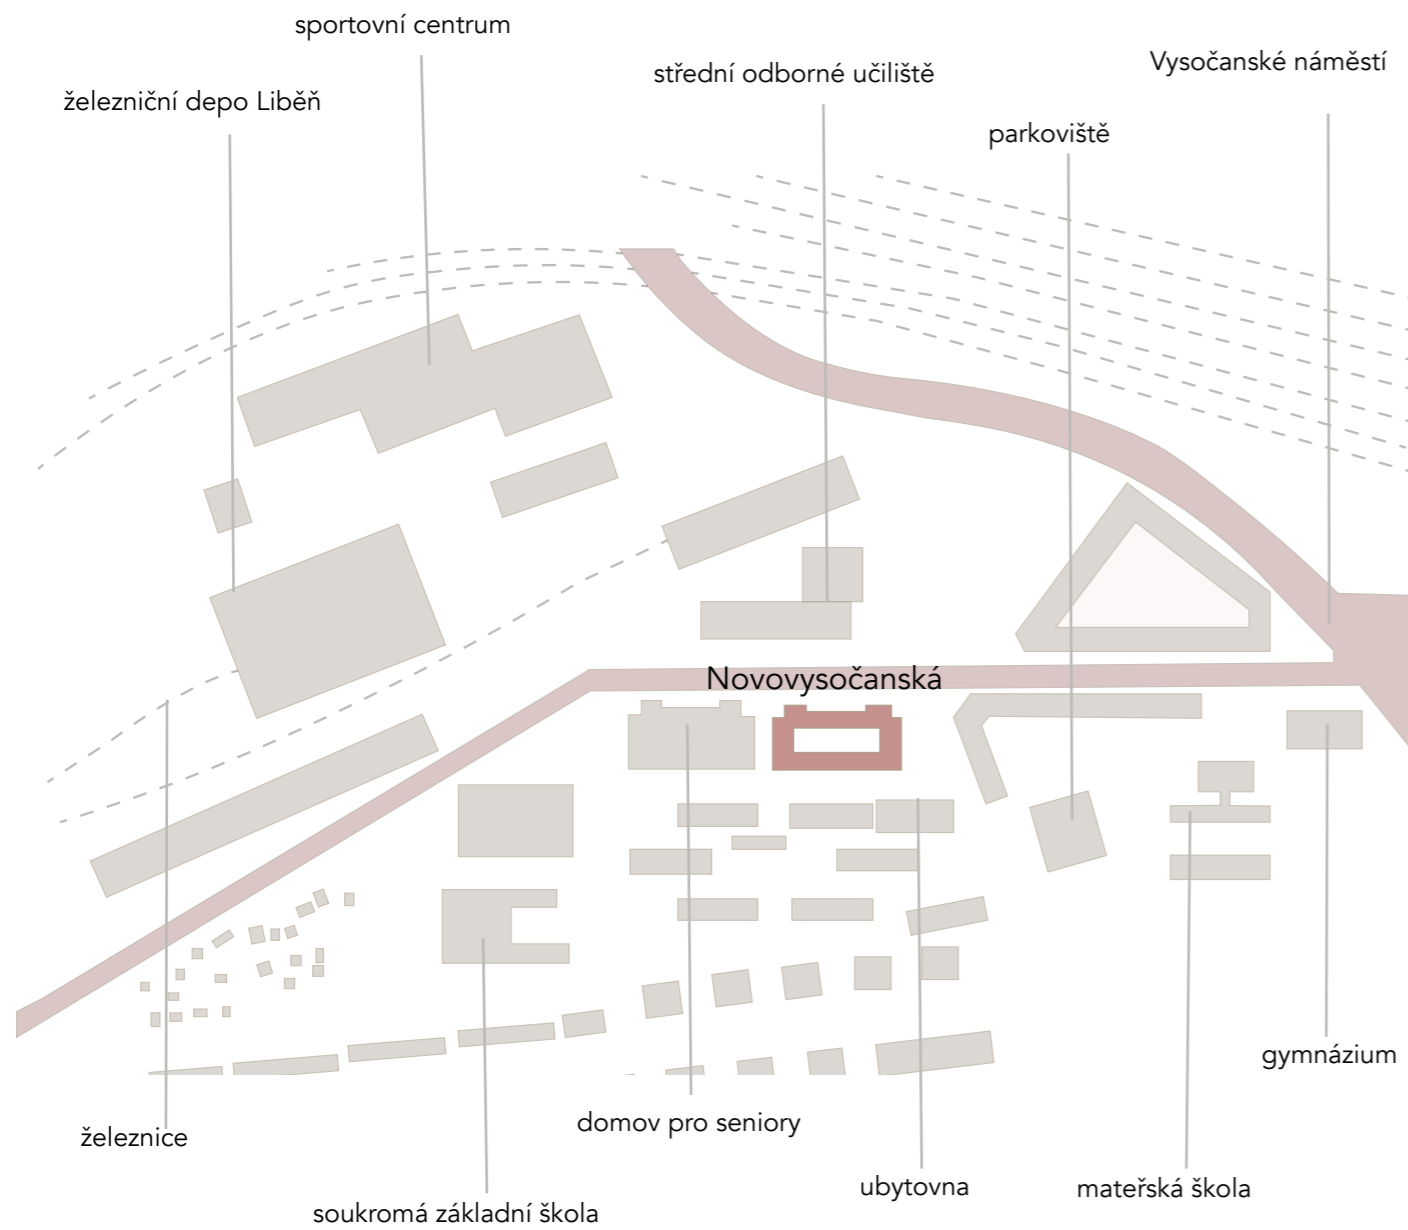 sportovní centrum
střední odborné učiliště
Vysočanské náměstí
železniční depo Liběň
parkoviště
Novovysočanská
gymnázium
domov pro seniory
železnice
ubytovna
mateřská škola
soukromá základní škola